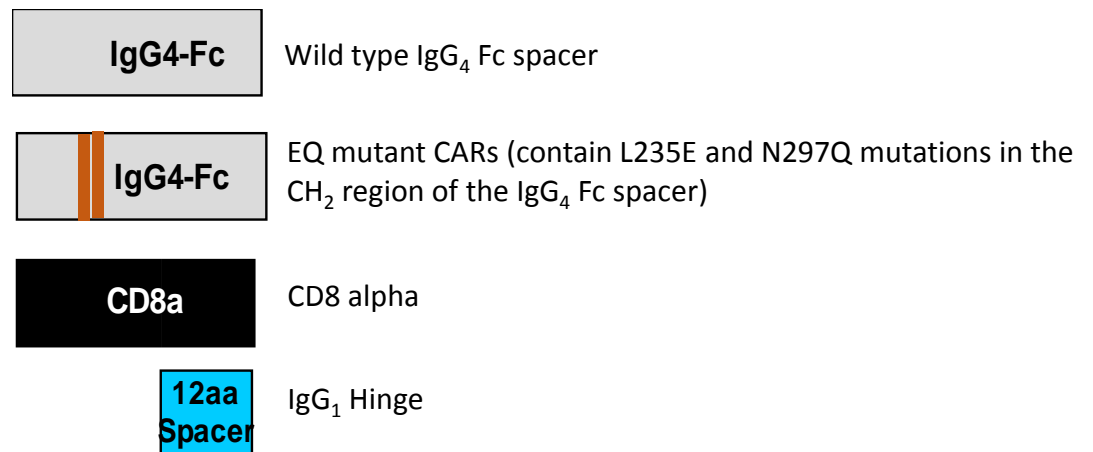 IgG4-Fc
Wild type IgG₄ Fc spacer
IgG4-Fc
EQ mutant CARs (contain L235E and N297Q mutations in the
CH₂ region of the IgG₄ Fc spacer)
CD8a
CD8 alpha
12aa
Spacer
IgG₁ Hinge